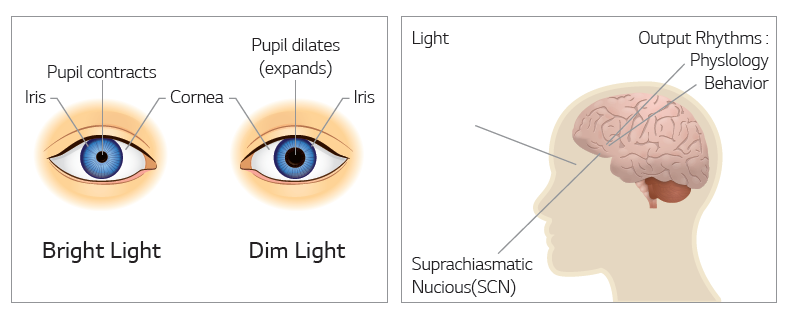 Pupil dilates
(expands)
Pupil contracts
Iris
Cornea
Iris
Bright Light
Dim Light
Light
Output Rhythms :
Physlology
Behavior
Suprachiasmatic
Nucious(SCN)